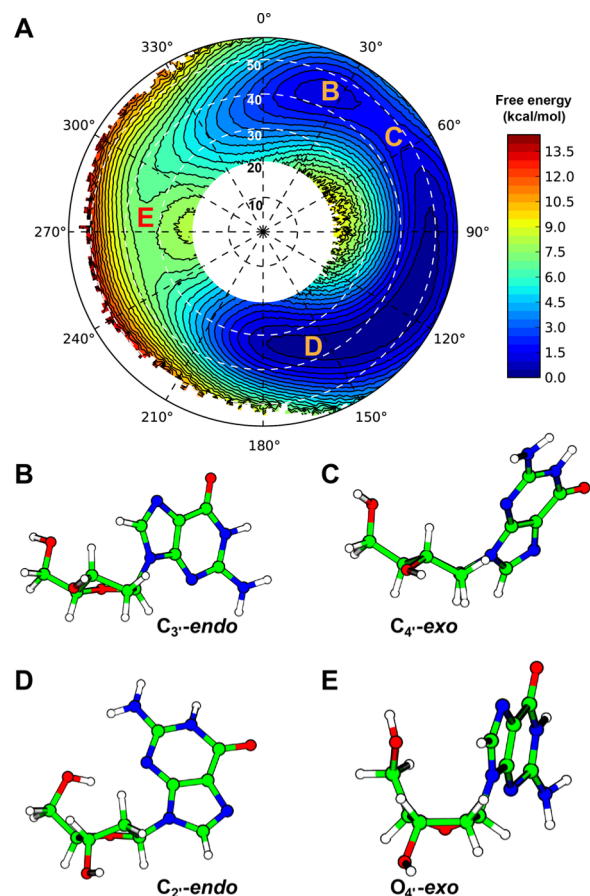 A
0°
330°
30°
300°
60°
270°
90°
240°
120°
210°
150°
180°
50
40
30
20
10
B
C
E
D
Free energy
(kcal/mol)
13.5
12.0
10.5
9.0
7.5
6.0
4.5
3.0
1.5
0.0
B
C3'-endo
C
C4'-exo
D
C2'-endo
E
O4'-exo